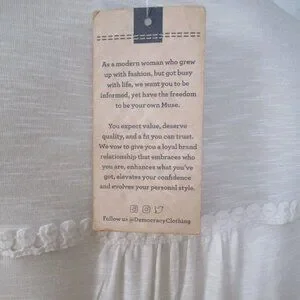 As a modern woman who grew
up with fashion, but got busy
with life, we want you to be
informed, yet have the freedom
to be your own Muse.
You expect value, deserve
quality, and a fit you can trust.
We vow to give you a loyal brand
relationship that embraces who
you are, enhances what you've
got, elevates your confidence
and evolves your personal style.
Follow us @DemocracyClothing